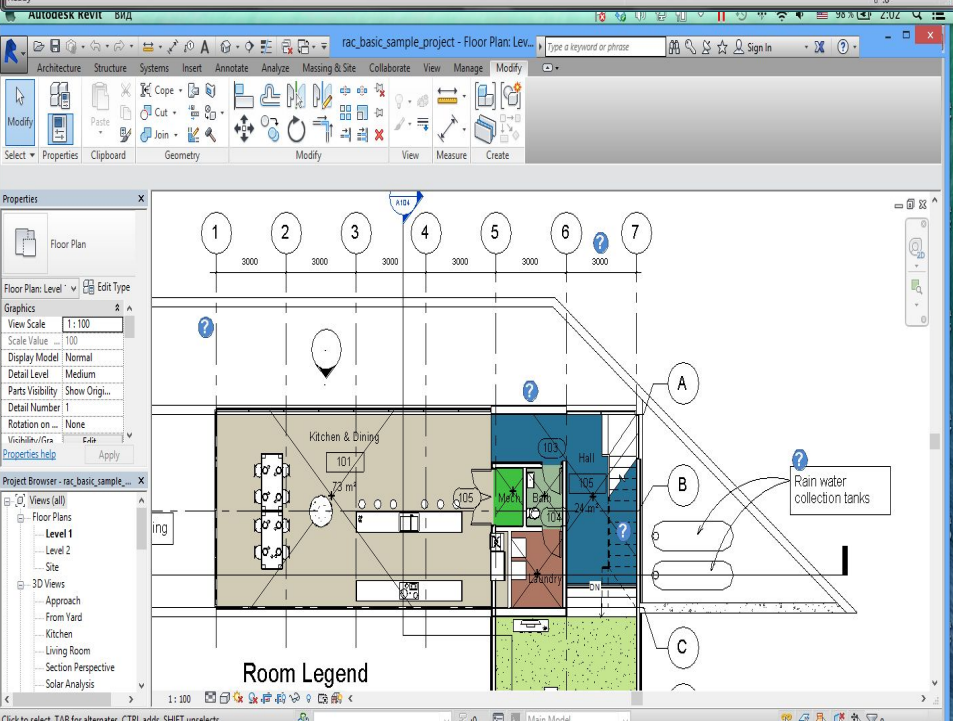 Autodesk Revit Вид 98% 2:02
rac_basic_sample_project - Floor Plan: Lev...
Type a keyword or phrase
Sign In
Architecture Structure Systems Insert Annotate Analyze Massing & Site Collaborate View Manage Modify
Modify
Paste
Cope
Cut
Join
Select Properties Clipboard Geometry Modify View Measure Create
Properties X
Floor Plan
Floor Plan: Level Edit Type
Graphics
View Scale 1 : 100
Scale Value ... 100
Display Model Normal
Detail Level Medium
Parts Visibility Show Origi...
Detail Number 1
Rotation on ... None
Visibility/Gra... Edit...
Properties help Apply
Project Browser - rac_basic_sample_... X
Views (all)
Floor Plans
Level 1
Level 2
Site
3D Views
Approach
From Yard
Kitchen
Living Room
Section Perspective
Solar Analysis
A104
1 2 3 4 5 6 7
3000 3000 3000 3000 3000 3000
2D
A
Kitchen & Dining
101
73 m²
103
Hall
105
24 m²
105
Mech
Bath
104
B
Rain water
collection tanks
ing
Laundry
DN
C
Room Legend
1 : 100
Click to select, TAB for alternates, CTRL adds, SHIFT unselects.
:0
Main Model